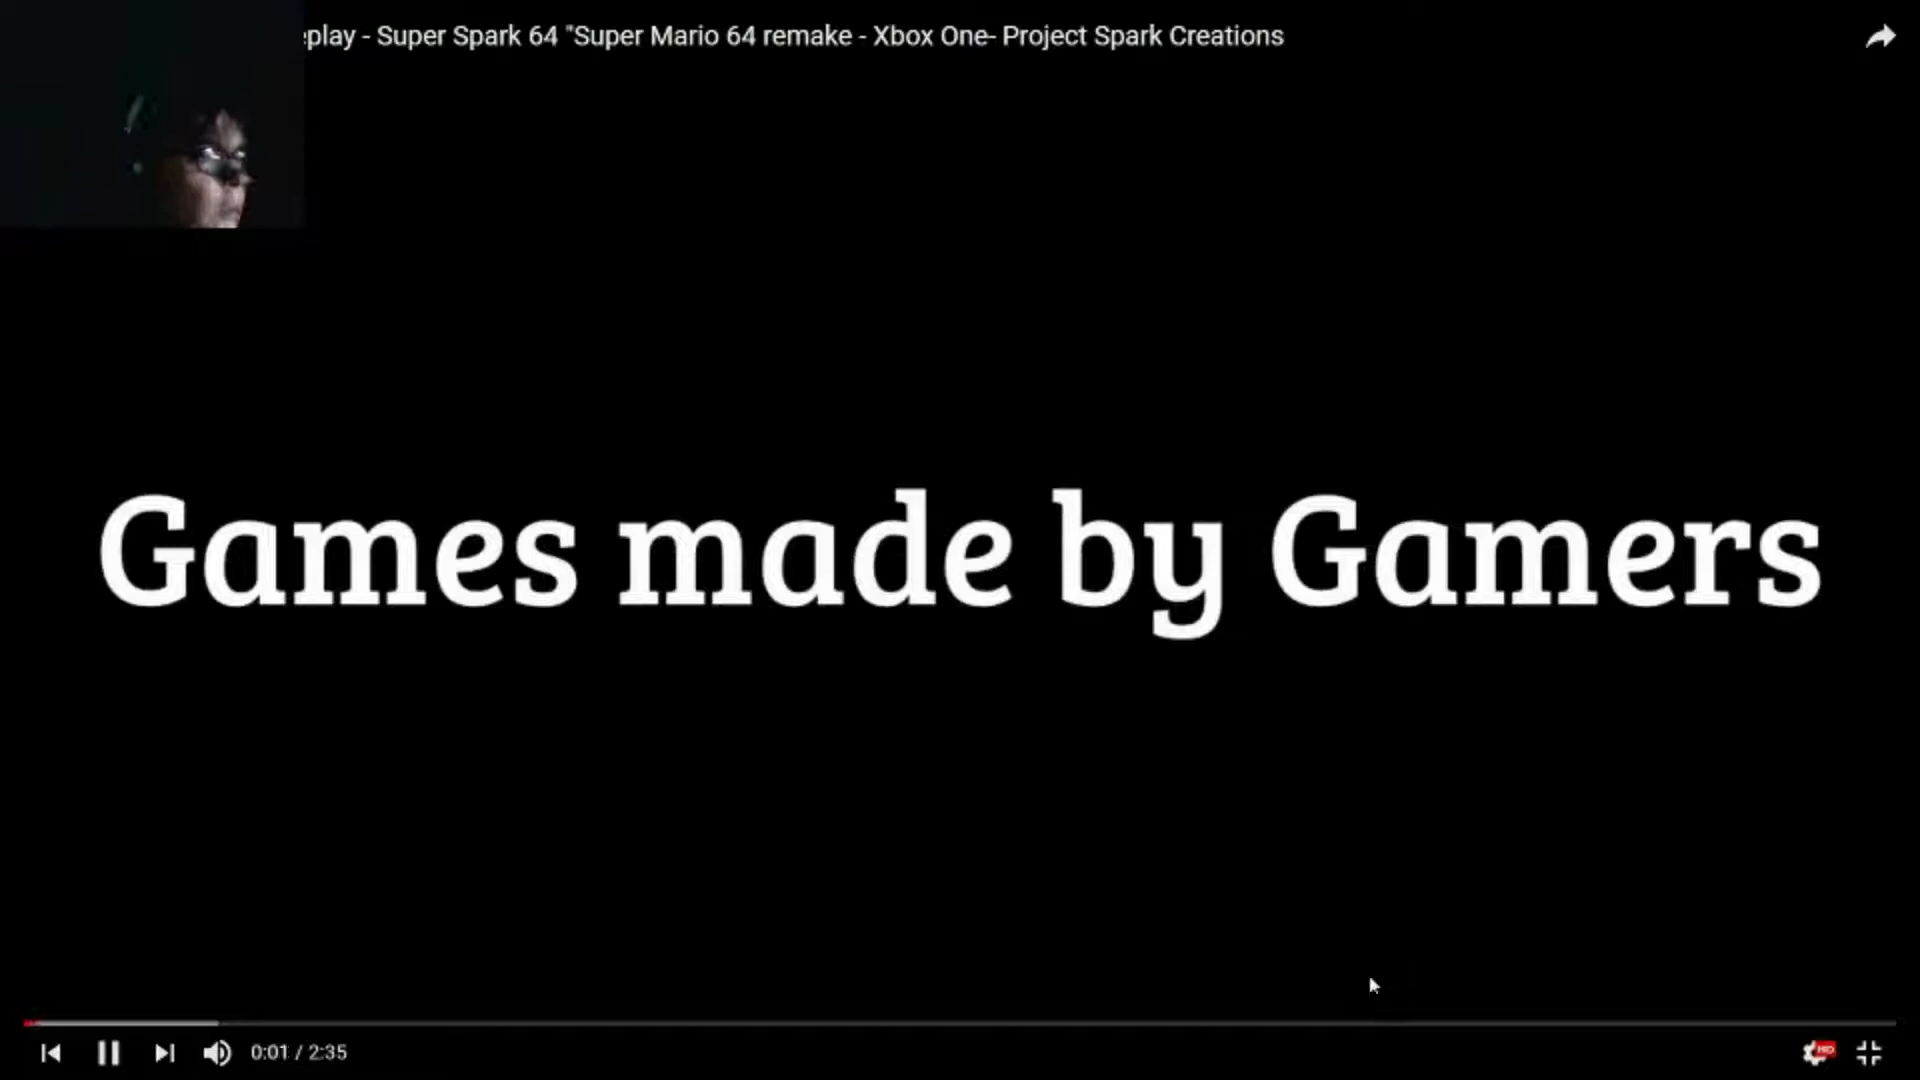 play - Super Spark 64 "Super Mario 64 remake - Xbox One- Project Spark Creations
Games made by Gamers
0:01 / 2:35
HD